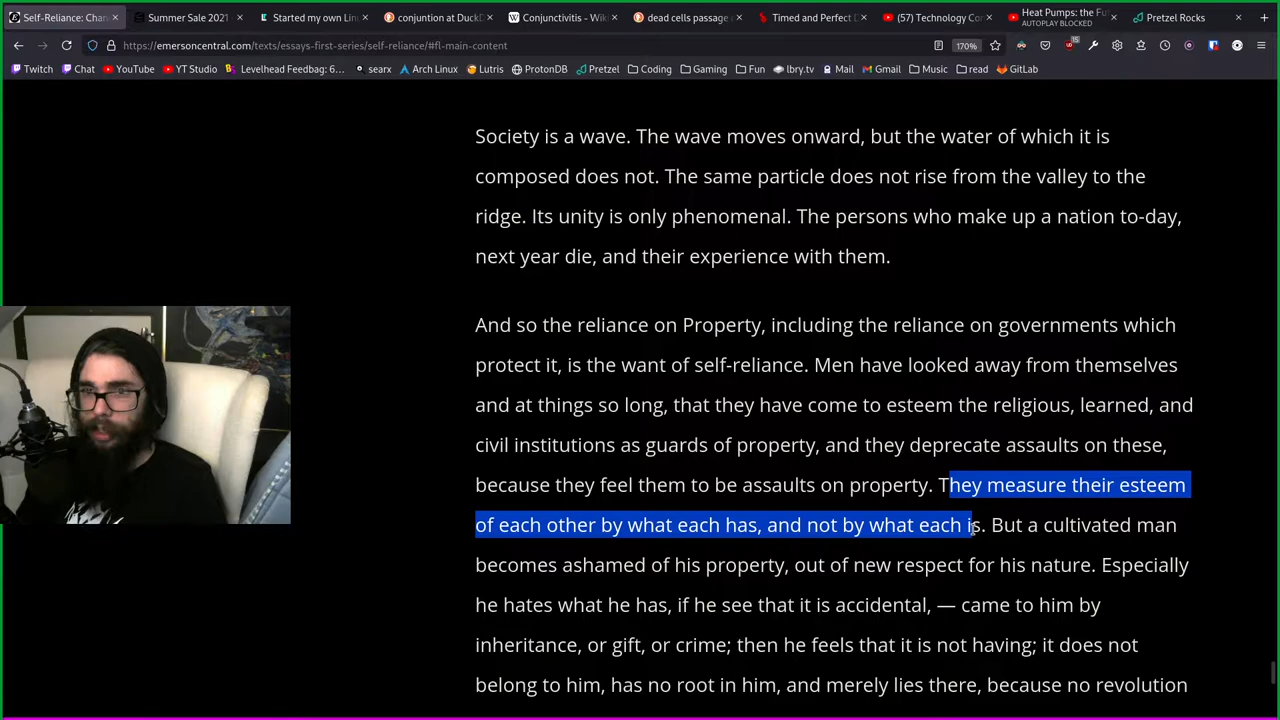 Self-Reliance: Chan
Summer Sale 2021
Started my own Lin
conjuntion at DuckD
Conjunctivitis - Wiki
dead cells passage
Timed and Perfect D
(57) Technology Con
Heat Pumps: the Fu
AUTOPLAY BLOCKED
Pretzel Rocks
https://emersoncentral.com/texts/essays-first-series/self-reliance/#fl-main-content
170%
15
Twitch
Chat
YouTube
YT Studio
Levelhead Feedbag: 6…
searx
Arch Linux
Lutris
ProtonDB
Pretzel
Coding
Gaming
Fun
lbry.tv
Mail
Gmail
Music
read
GitLab
Society is a wave. The wave moves onward, but the water of which it is
composed does not. The same particle does not rise from the valley to the
ridge. Its unity is only phenomenal. The persons who make up a nation to-day,
next year die, and their experience with them.
And so the reliance on Property, including the reliance on governments which
protect it, is the want of self-reliance. Men have looked away from themselves
and at things so long, that they have come to esteem the religious, learned, and
civil institutions as guards of property, and they deprecate assaults on these,
because they feel them to be assaults on property. They measure their esteem
of each other by what each has, and not by what each is. But a cultivated man
becomes ashamed of his property, out of new respect for his nature. Especially
he hates what he has, if he see that it is accidental, — came to him by
inheritance, or gift, or crime; then he feels that it is not having; it does not
belong to him, has no root in him, and merely lies there, because no revolution